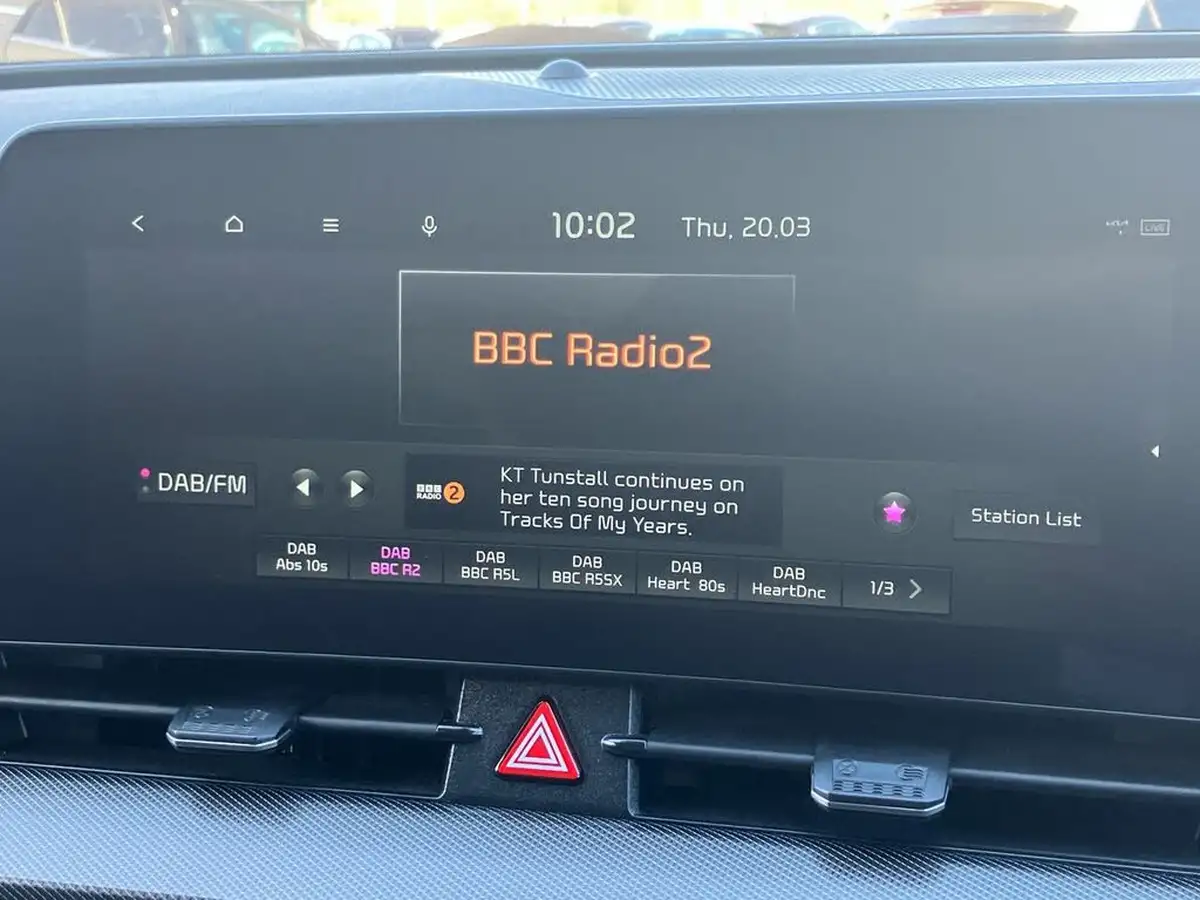 10:02 Thu, 20.03
LIVE
BBC Radio2
DAB/FM
BBC
RADIO 2
KT Tunstall continues on
her ten song journey on
Tracks Of My Years.
Station List
DAB
Abs 10s
DAB
BBC R2
DAB
BBC R5L
DAB
BBC R5SX
DAB
Heart 80s
DAB
HeartDnc
1/3